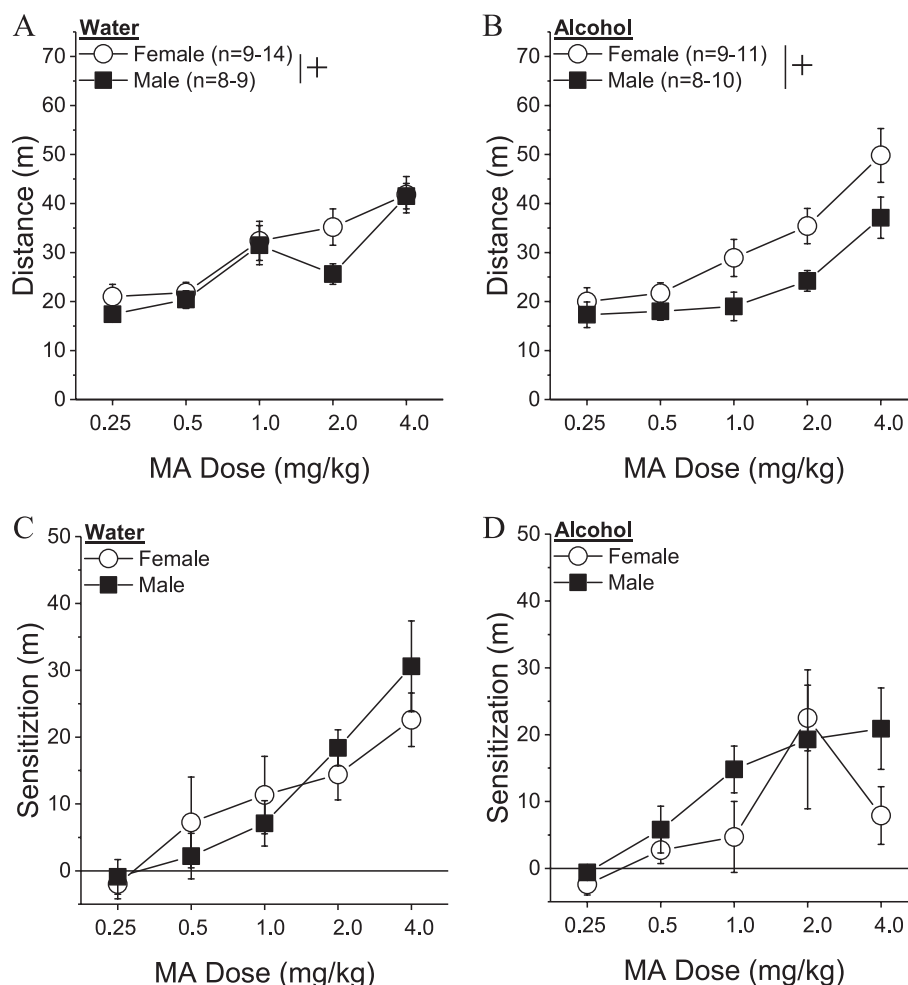 A
Water
Female (n=9-14)
Male (n=8-9)
+
70
60
50
40
30
20
10
0
Distance (m)
0.25 0.5 1.0 2.0 4.0
MA Dose (mg/kg)
B
Alcohol
Female (n=9-11)
Male (n=8-10)
+
70
60
50
40
30
20
10
0
Distance (m)
0.25 0.5 1.0 2.0 4.0
MA Dose (mg/kg)
C
Water
Female
Male
50
40
30
20
10
0
Sensitiztion (m)
0.25 0.5 1.0 2.0 4.0
MA Dose (mg/kg)
D
Alcohol
Female
Male
50
40
30
20
10
0
Sensitization (m)
0.25 0.5 1.0 2.0 4.0
MA Dose (mg/kg)